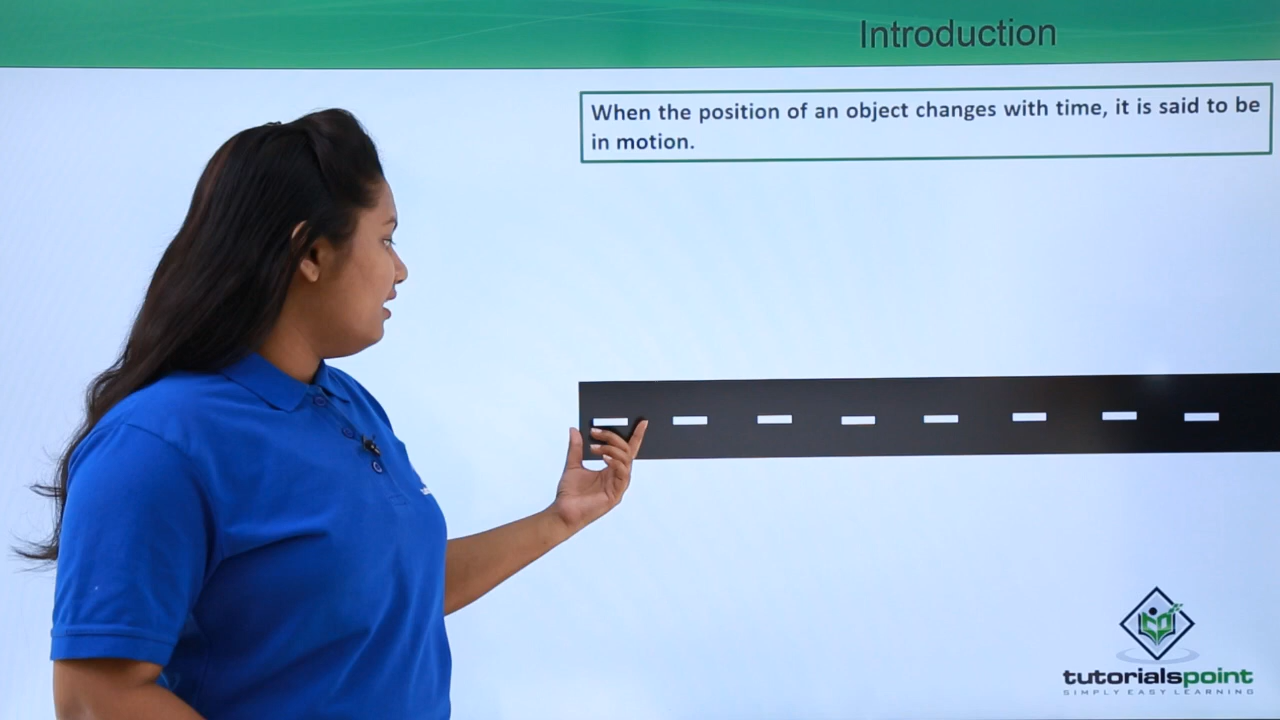 Introduction
When the position of an object changes with time, it is said to be
in motion.
tutorialspoint
SIMPLY EASY LEARNING